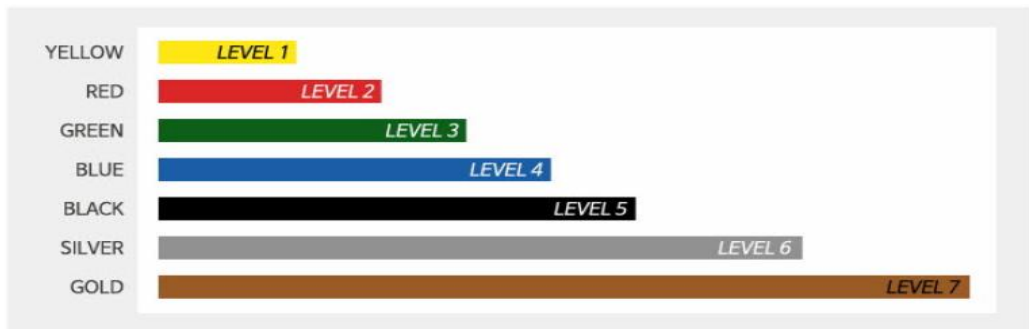 YELLOW LEVEL 1
RED LEVEL 2
GREEN LEVEL 3
BLUE LEVEL 4
BLACK LEVEL 5
SILVER LEVEL 6
GOLD LEVEL 7